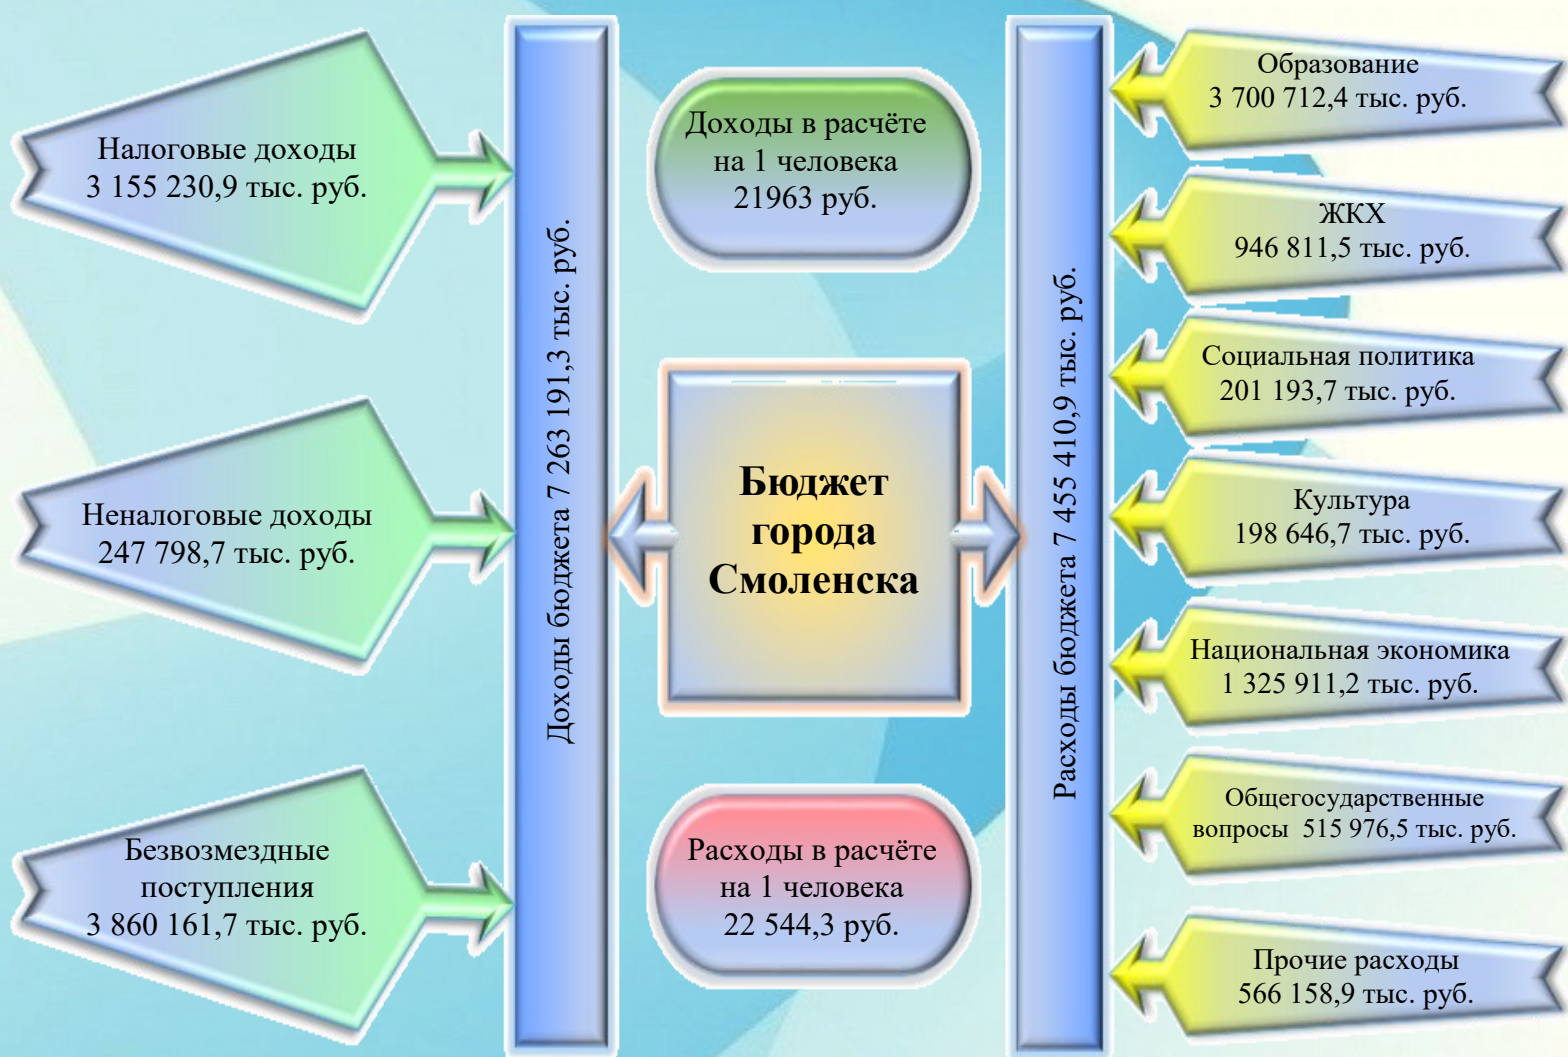 Налоговые доходы
3 155 230,9 тыс. руб.
Неналоговые доходы
247 798,7 тыс. руб.
Безвозмездные
поступления
3 860 161,7 тыс. руб.
Доходы бюджета 7 263 191,3 тыс. руб.
Доходы в расчёте
на 1 человека
21963 руб.
Бюджет
города
Смоленска
Расходы в расчёте
на 1 человека
22 544,3 руб.
Расходы бюджета 7 455 410,9 тыс. руб.
Образование
3 700 712,4 тыс. руб.
ЖКХ
946 811,5 тыс. руб.
Социальная политика
201 193,7 тыс. руб.
Культура
198 646,7 тыс. руб.
Национальная экономика
1 325 911,2 тыс. руб.
Общегосударственные
вопросы 515 976,5 тыс. руб.
Прочие расходы
566 158,9 тыс. руб.